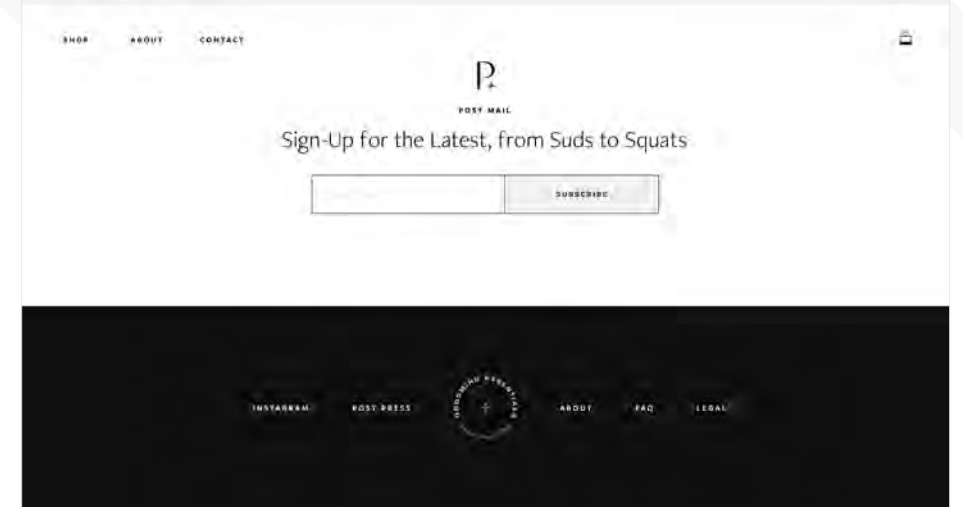 SHOP ABOUT CONTACT
P.
POST MAIL
Sign-Up for the Latest, from Suds to Squats
SUBSCRIBE
GROOMING ESSENTIALS
INSTAGRAM POST PRESS ABOUT FAQ LEGAL